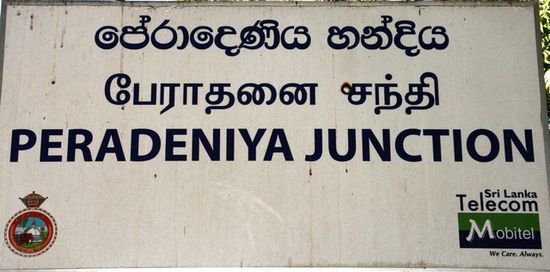 පේරාදෙණිය හන්දිය
பேராதனை சந்தி
PERADENIYA JUNCTION
Sri Lanka
Telecom
Mobitel
We Care. Always.